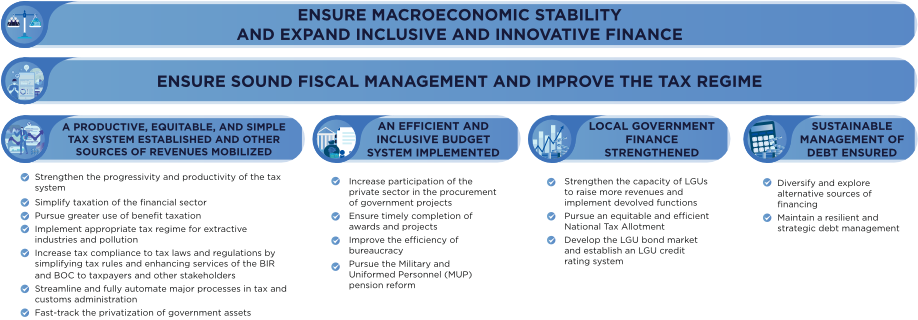 ENSURE MACROECONOMIC STABILITY
AND EXPAND INCLUSIVE AND INNOVATIVE FINANCE
ENSURE SOUND FISCAL MANAGEMENT AND IMPROVE THE TAX REGIME
A PRODUCTIVE, EQUITABLE, AND SIMPLE
TAX SYSTEM ESTABLISHED AND OTHER
SOURCES OF REVENUES MOBILIZED
Strengthen the progressivity and productivity of the tax
system
Simplify taxation of the financial sector
Pursue greater use of benefit taxation
Implement appropriate tax regime for extractive
industries and pollution
Increase tax compliance to tax laws and regulations by
simplifying tax rules and enhancing services of the BIR
and BOC to taxpayers and other stakeholders
Streamline and fully automate major processes in tax and
customs administration
Fast-track the privatization of government assets
AN EFFICIENT AND
INCLUSIVE BUDGET
SYSTEM IMPLEMENTED
Increase participation of the
private sector in the procurement
of government projects
Ensure timely completion of
awards and projects
Improve the efficiency of
bureaucracy
Pursue the Military and
Uniformed Personnel (MUP)
pension reform
LOCAL GOVERNMENT
FINANCE
STRENGTHENED
Strengthen the capacity of LGUs
to raise more revenues and
implement devolved functions
Pursue an equitable and efficient
National Tax Allotment
Develop the LGU bond market
and establish an LGU credit
rating system
SUSTAINABLE
MANAGEMENT OF
DEBT ENSURED
Diversify and explore
alternative sources of
financing
Maintain a resilient and
strategic debt management